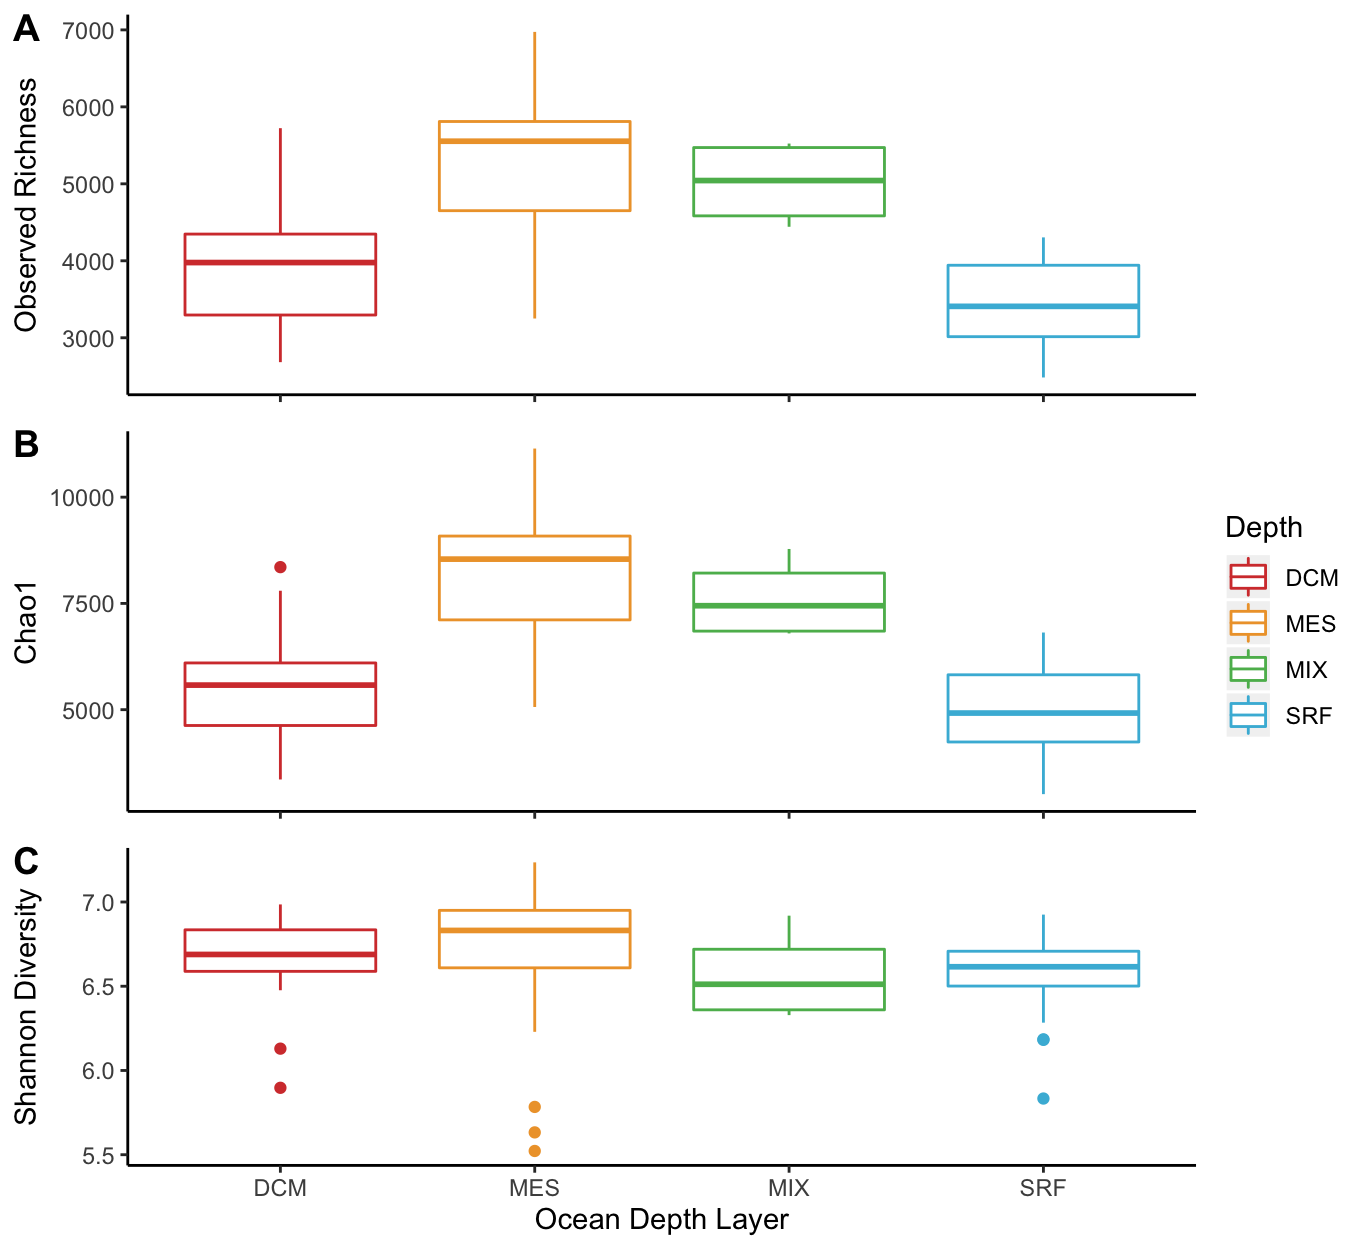 A
Observed Richness
7000
6000
5000
4000
3000
B
Chao1
10000
7500
5000
C
Shannon Diversity
7.0
6.5
6.0
5.5
DCM MES MIX SRF
Ocean Depth Layer
Depth
DCM
MES
MIX
SRF